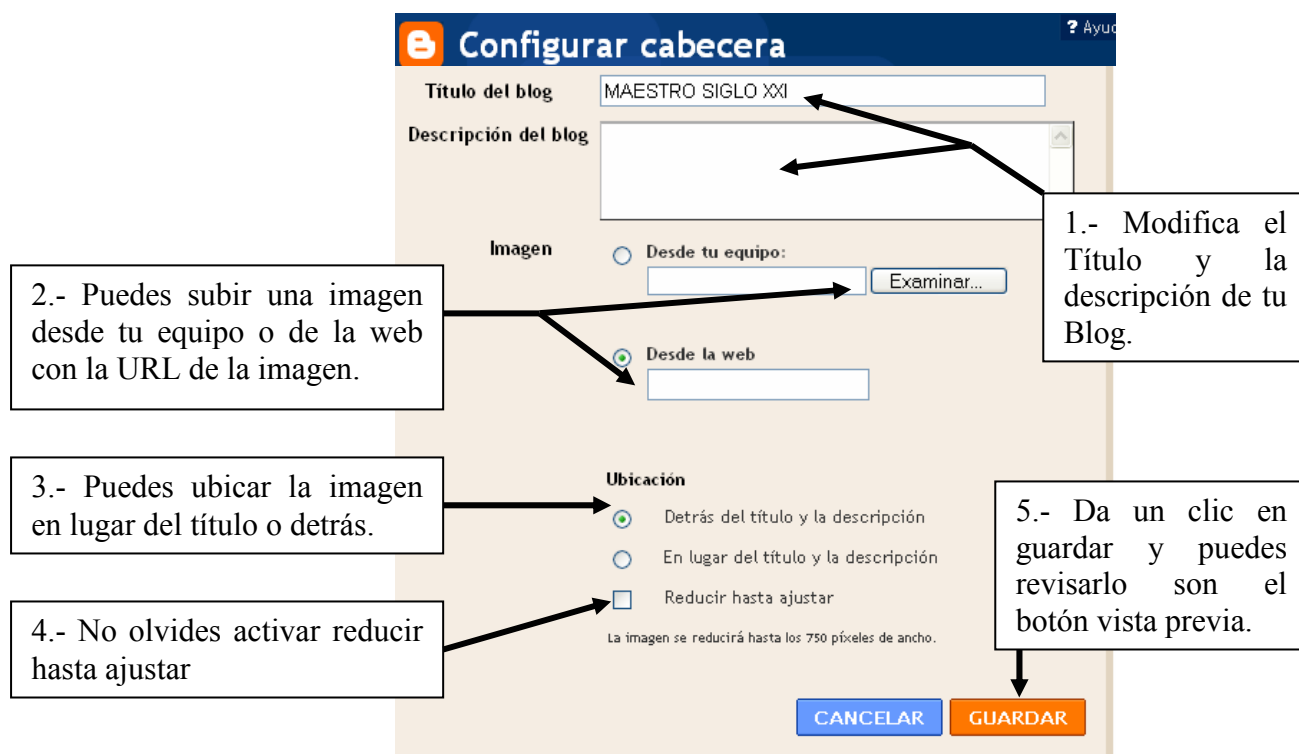 Configurar cabecera
? Ayuc
Título del blog
MAESTRO SIGLO XXI
Descripción del blog
1.- Modifica el
Título y la
descripción de tu
Blog.
Imagen
Desde tu equipo:
Examinar...
2.- Puedes subir una imagen
desde tu equipo o de la web
con la URL de la imagen.
Desde la web
3.- Puedes ubicar la imagen
en lugar del título o detrás.
Ubicación
Detrás del título y la descripción
En lugar del título y la descripción
Reducir hasta ajustar
La imagen se reducirá hasta los 750 píxeles de ancho.
4.- No olvides activar reducir
hasta ajustar
5.- Da un clic en
guardar y puedes
revisarlo son el
botón vista previa.
CANCELAR
GUARDAR